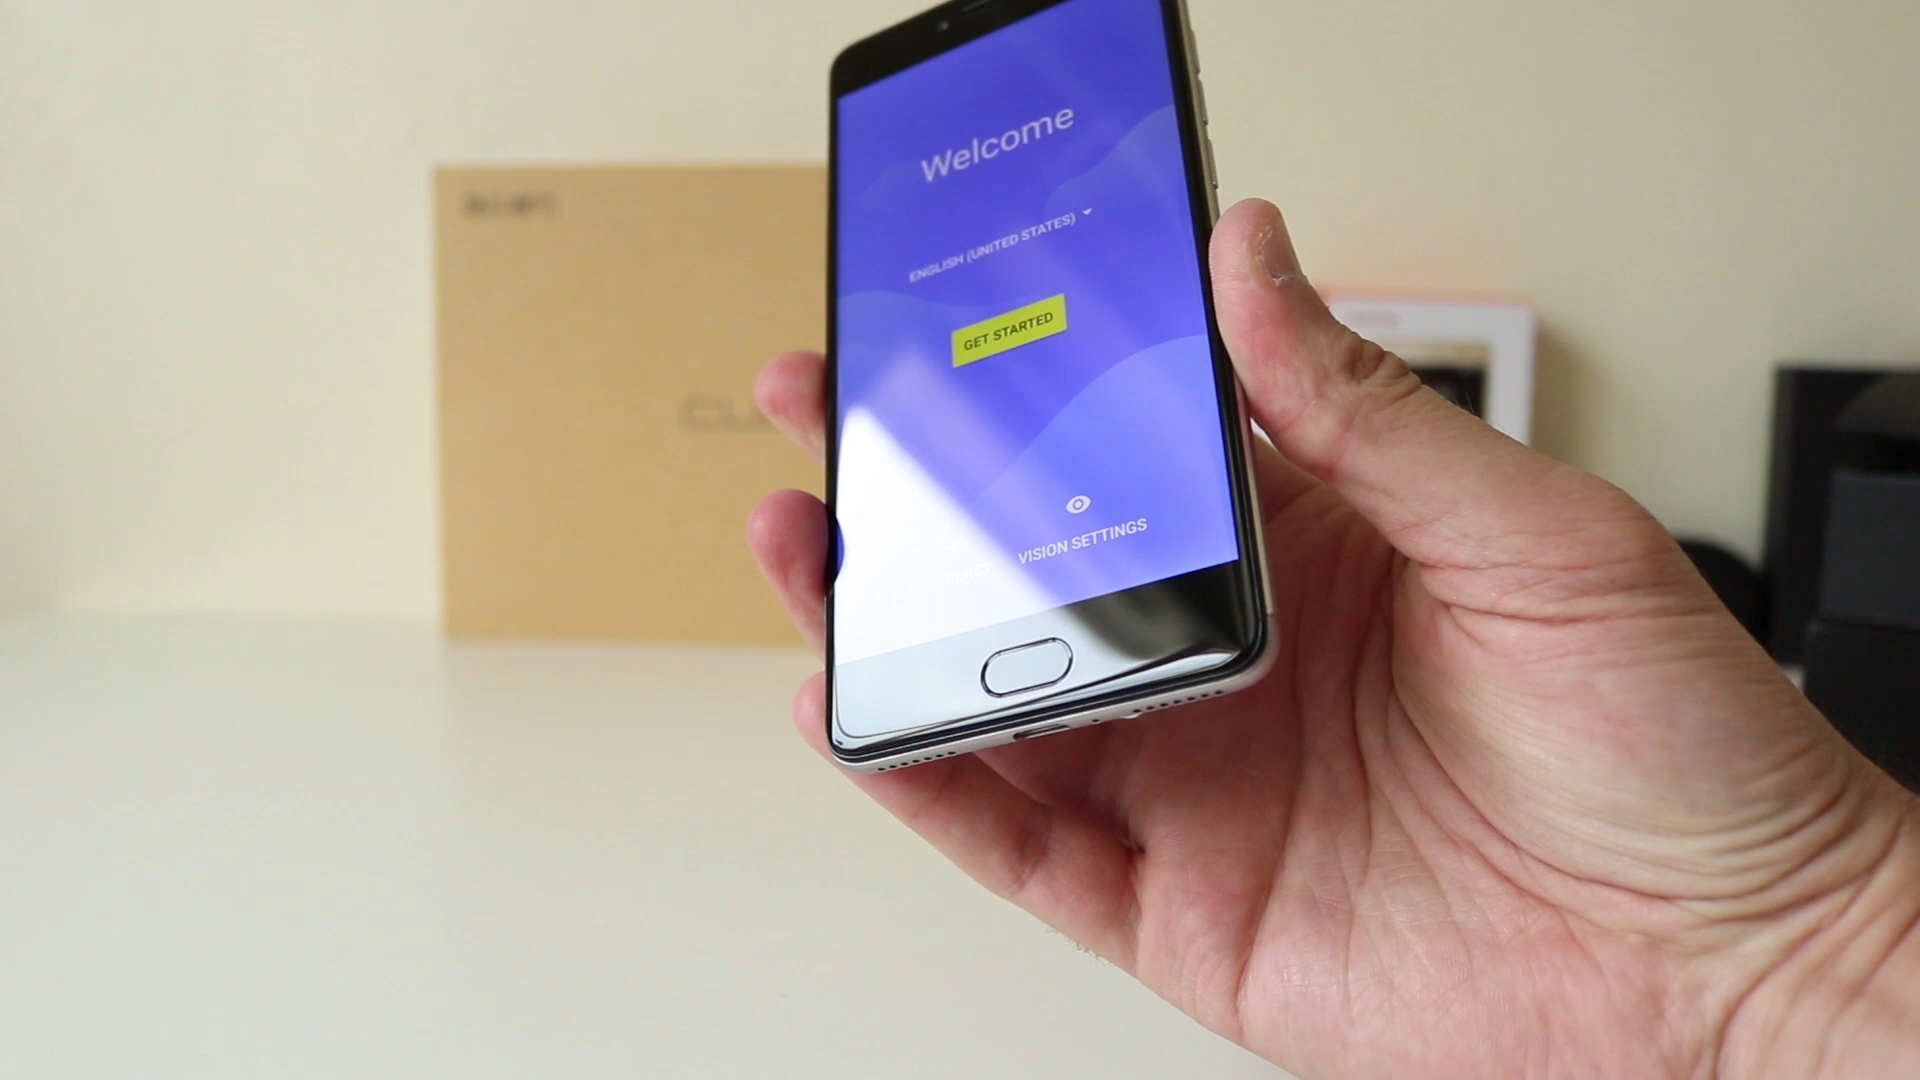 Welcome
ENGLISH (UNITED STATES)
GET STARTED
VISION SETTINGS